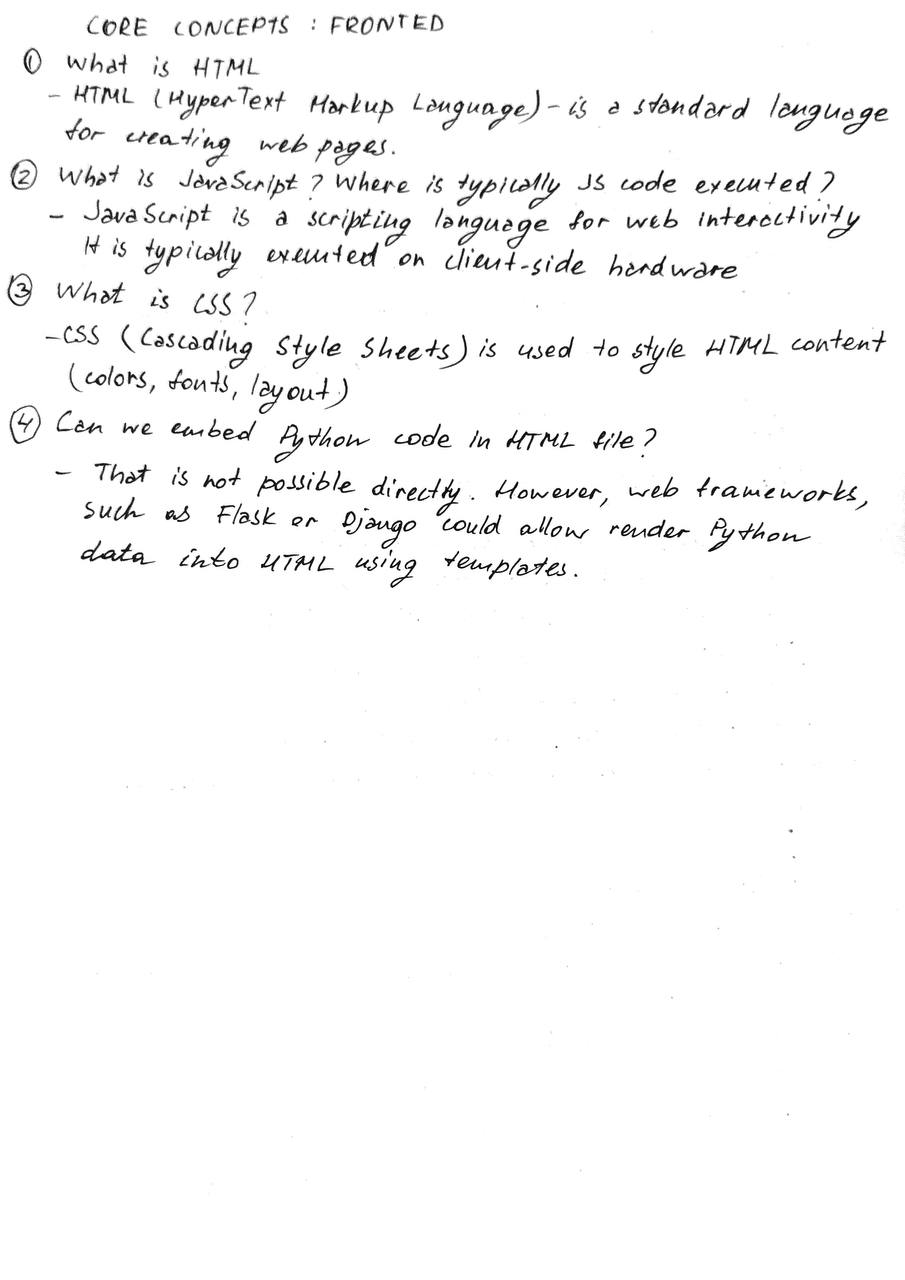 CORE CONCEPTS : FRONTED
① What is HTML
- HTML (HyperText Markup Language) - is a standard language
for creating web pages.
② What is JavaScript? Where is typically JS code executed?
- JavaScript is a scripting language for web interactivity
It is typically executed on client-side hardware
③ What is CSS?
- CSS (Cascading Style Sheets) is used to style HTML content
(colors, fonts, layout)
④ Can we embed Python code in HTML file?
- That is not possible directly. However, web frameworks,
such as Flask or Django could allow render Python
data into HTML using templates.